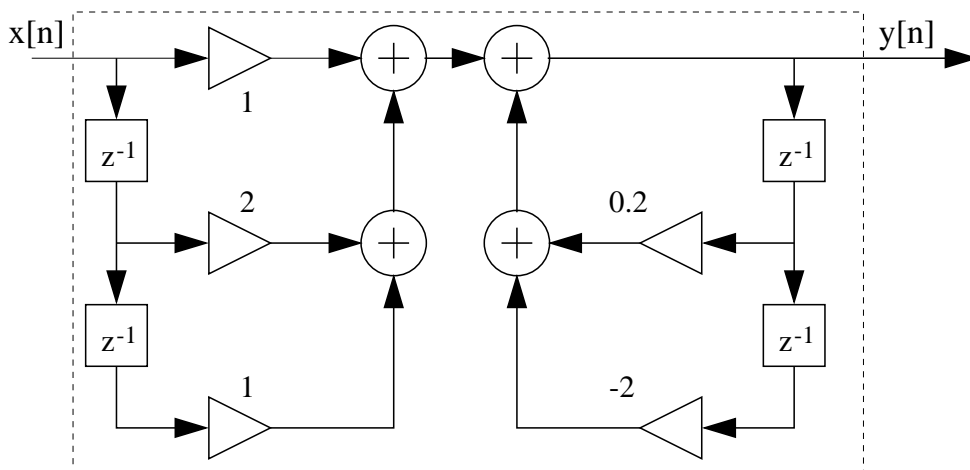 x[n] y[n]
+ +
1
z⁻¹ z⁻¹
2 0.2
+ +
z⁻¹ z⁻¹
1 -2